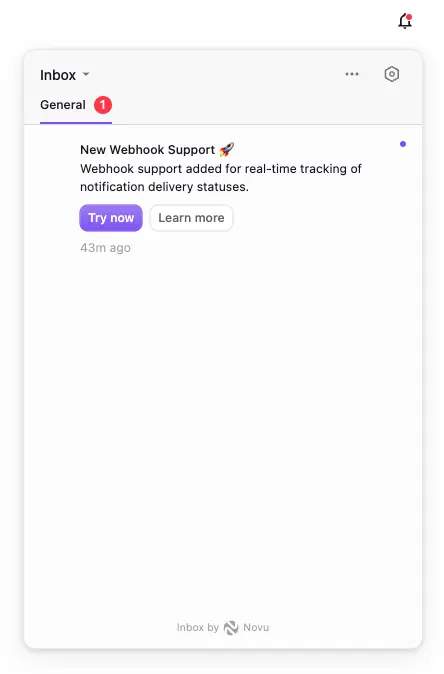 Inbox
General 1
New Webhook Support 🚀
Webhook support added for real-time tracking of
notification delivery statuses.
Try now Learn more
43m ago
Inbox by Novu